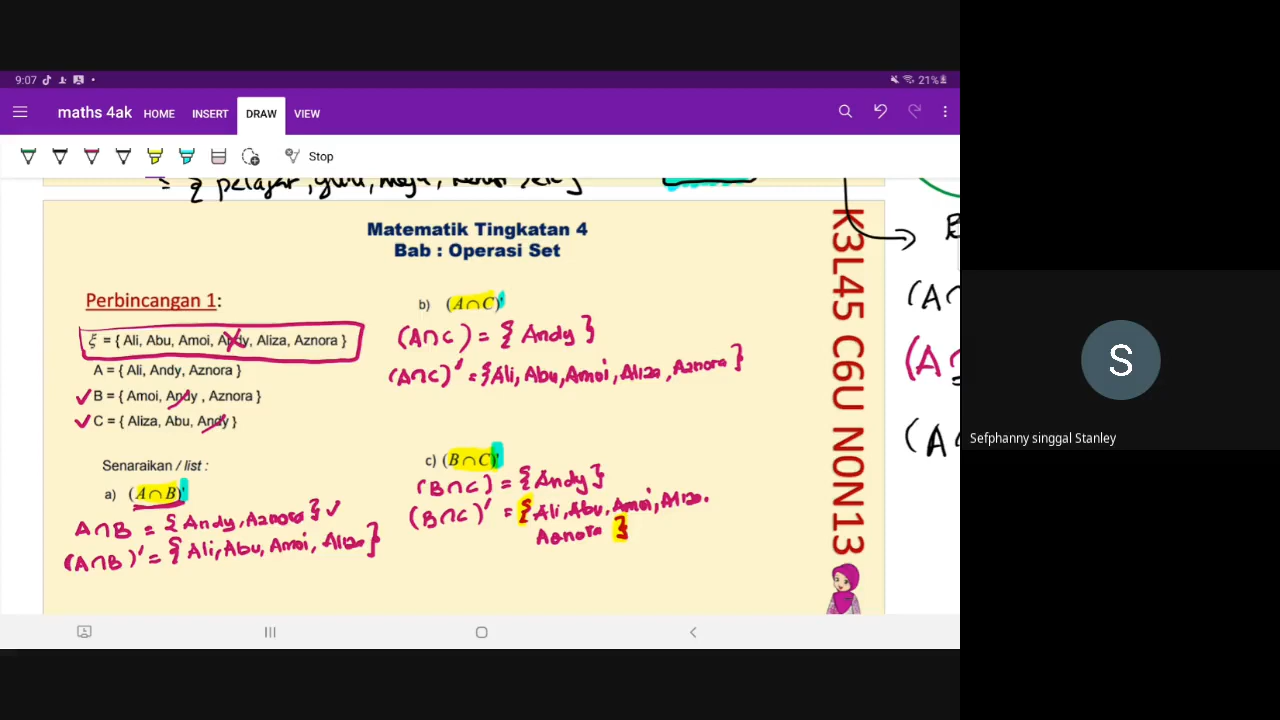 9:07
21%
maths 4ak HOME INSERT DRAW VIEW
Stop
= { pelajar, guru, meja,
Matematik Tingkatan 4
Bab : Operasi Set
Perbincangan 1:
ξ = { Ali, Abu, Amoi, Andy, Aliza, Aznora }
A = { Ali, Andy, Aznora }
B = { Amoi, Andy , Aznora }
C = { Aliza, Abu, Andy }
Senaraikan / list :
a) (A ∩ B)'
A∩B = {Andy, Aznora}
(A∩B)' = {Ali, Abu, Amoi, Aliza}
b) (A ∩ C)'
(A∩C) = {Andy}
(A∩C)' = {Ali, Abu, Amoi, Aliza, Aznora}
c) (B ∩ C)'
(B∩C) = {Andy}
(B∩C)' = {Ali, Abu, Amoi, Aliza.
Aznora }
K3L45 C6U N0N13
(A∩
(A∩
(A
S
Sefphanny singgal Stanley